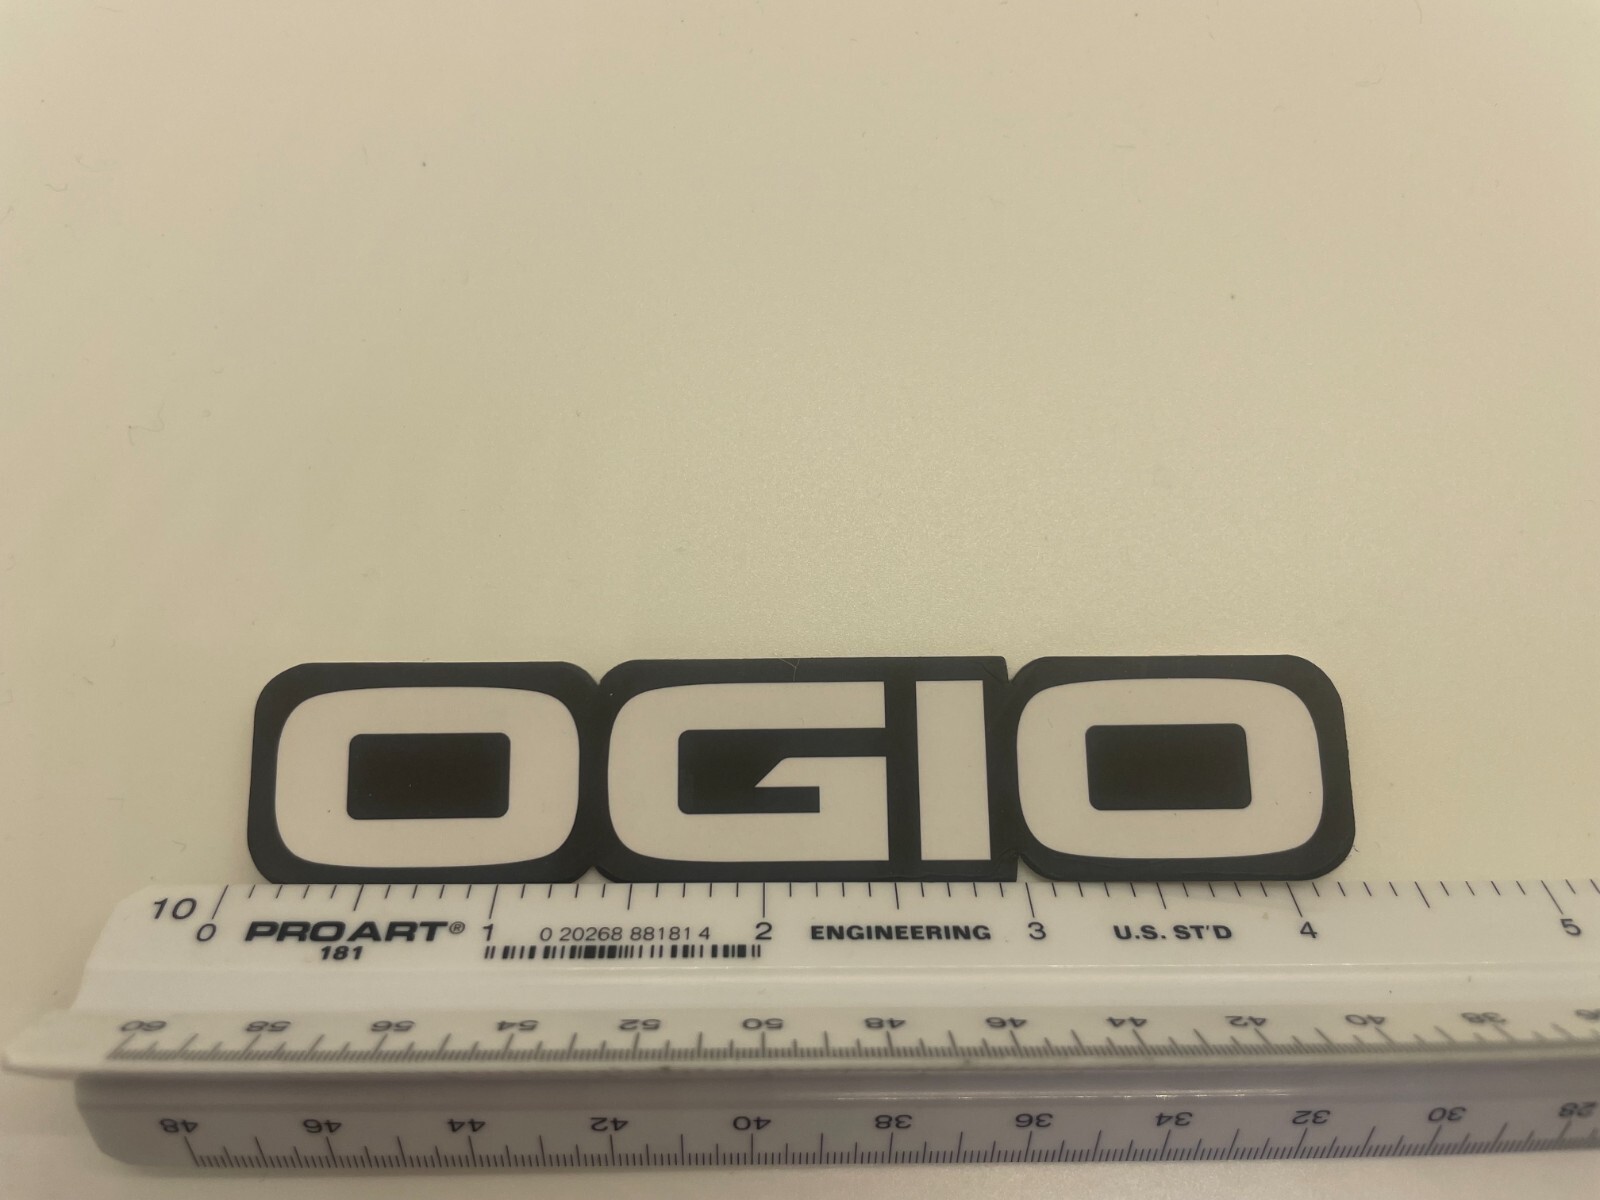 OGIO
10 0 1 2 3 4 5
PROART® 0 20268 88181 4 ENGINEERING U.S. ST'D
181
60 58 56 54 52 50 48 46 44 42 40 38 36
48 46 44 42 40 38 36 34 32 30 28